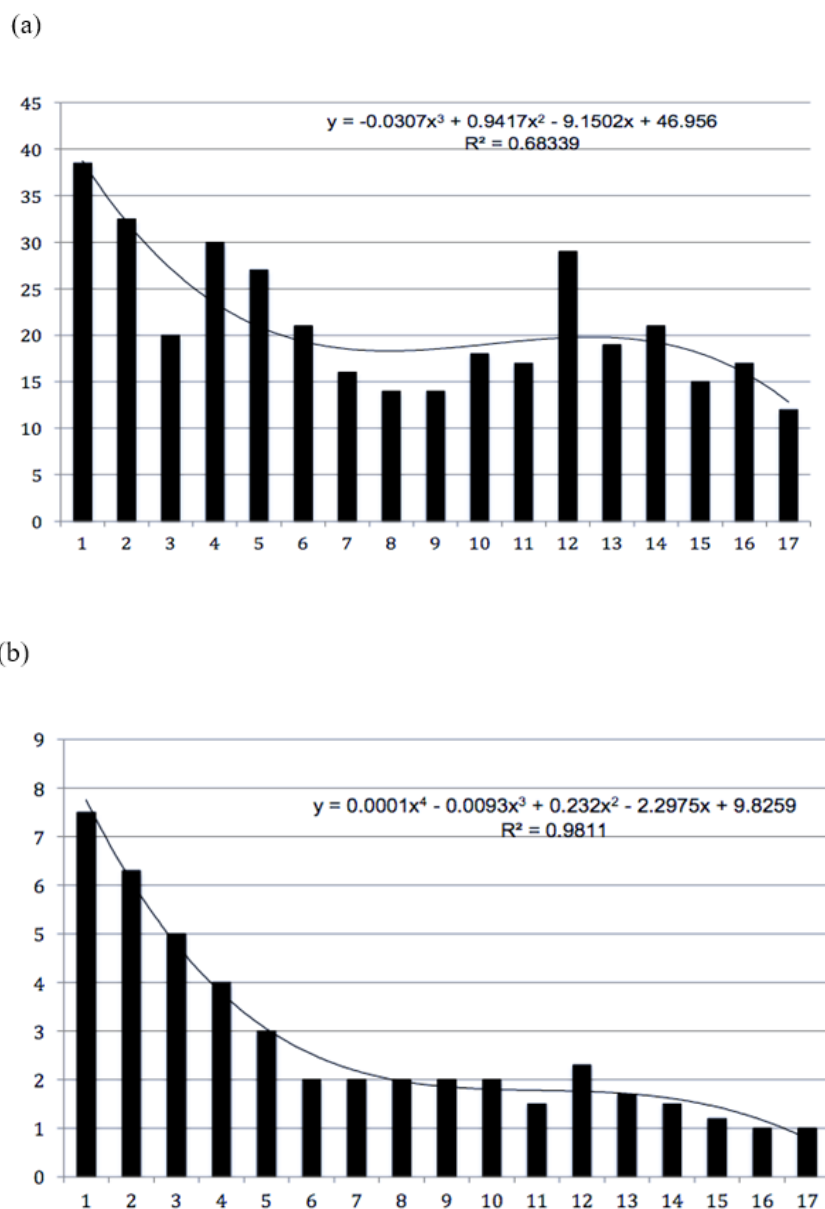 (a)
45
y = -0.0307x³ + 0.9417x² - 9.1502x + 46.956
40
R² = 0.68339
35
30
25
20
15
10
5
0
1 2 3 4 5 6 7 8 9 10 11 12 13 14 15 16 17
(b)
9
8
y = 0.0001x⁴ - 0.0093x³ + 0.232x² - 2.2975x + 9.8259
R² = 0.9811
7
6
5
4
3
2
1
0
1 2 3 4 5 6 7 8 9 10 11 12 13 14 15 16 17